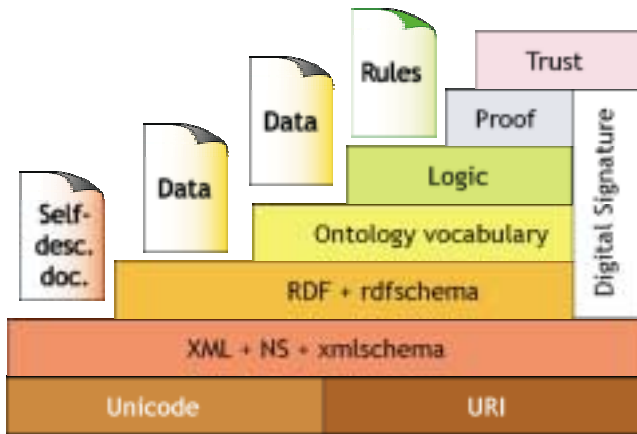 Trust
Rules
Proof
Data
Logic
Digital Signature
Data
Self-
desc.
doc.
Ontology vocabulary
RDF + rdfschema
XML + NS + xmlschema
Unicode
URI